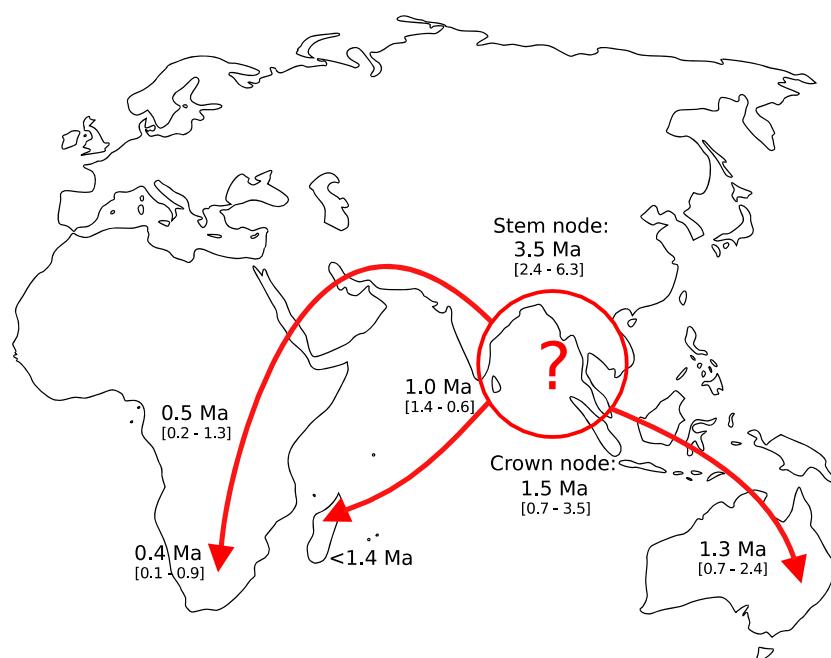 Stem node:
3.5 Ma
[2.4 - 6.3]
?
1.0 Ma
[1.4 - 0.6]
0.5 Ma
[0.2 - 1.3]
Crown node:
1.5 Ma
[0.7 - 3.5]
0.4 Ma
[0.1 - 0.9]
<1.4 Ma
1.3 Ma
[0.7 - 2.4]